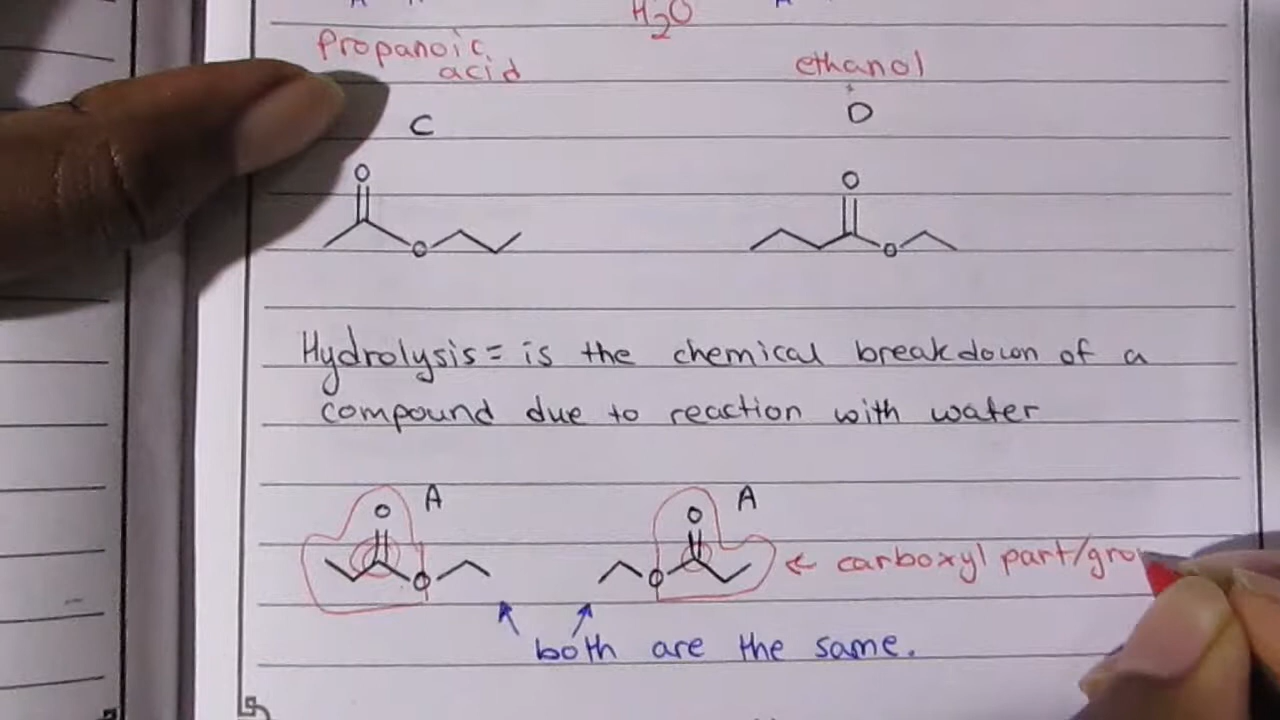 H2O
Propanoic
acid
ethanol
C
D
O
O
O
O
Hydrolysis = is the chemical breakdown of a
compound due to reaction with water
A
A
O
O
O
O
← carboxyl part/gro
both are the same.